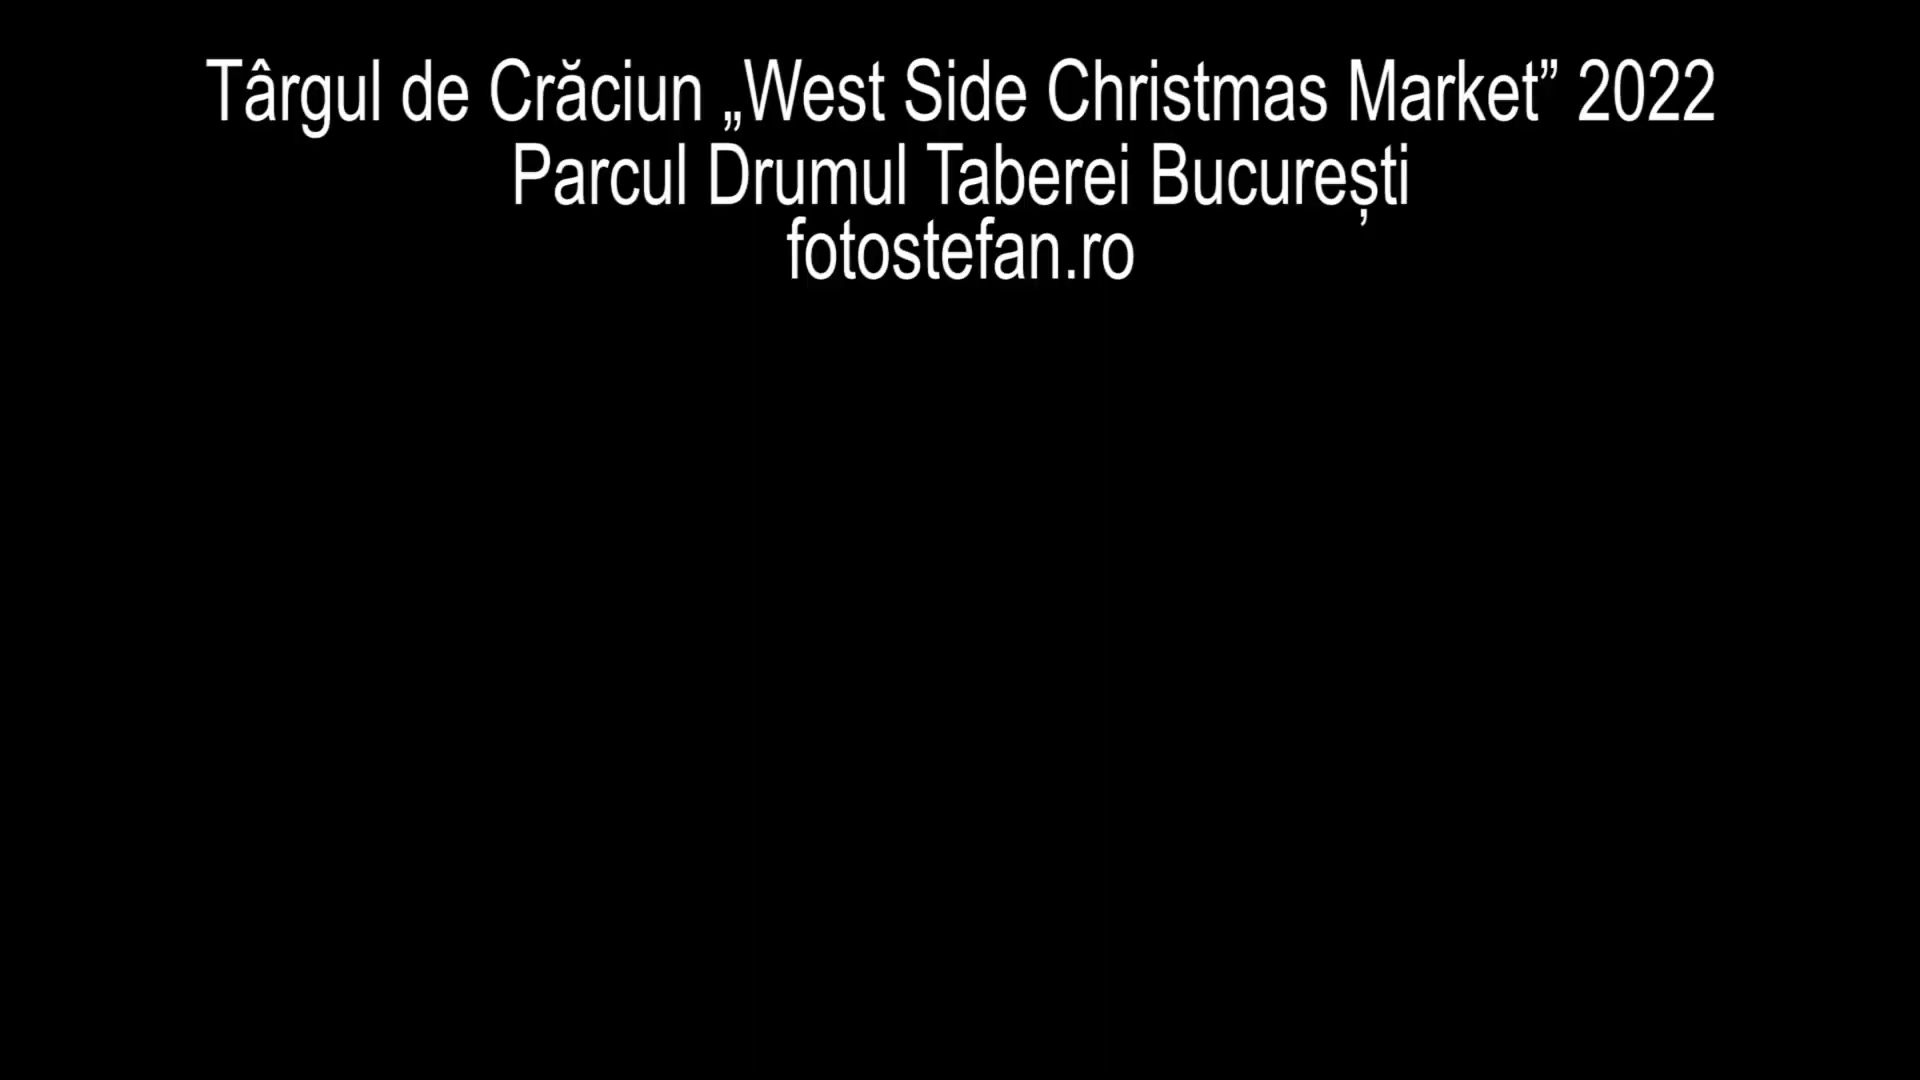 Târgul de Crăciun „West Side Christmas Market” 2022
Parcul Drumul Taberei București
fotostefan.ro